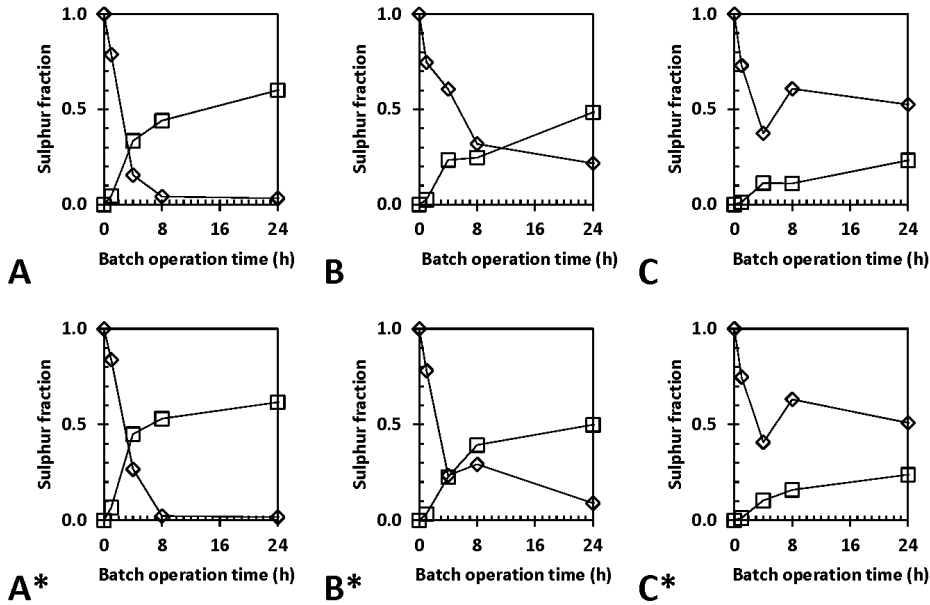 1.0 1.0 1.0
Sulphur fraction Sulphur fraction Sulphur fraction
0.5 0.5 0.5
0.0 0.0 0.0
0 8 16 24 0 8 16 24 0 8 16 24
Batch operation time (h) Batch operation time (h) Batch operation time (h)
A B C
1.0 1.0 1.0
Sulphur fraction Sulphur fraction Sulphur fraction
0.5 0.5 0.5
0.0 0.0 0.0
0 8 16 24 0 8 16 24 0 8 16 24
Batch operation time (h) Batch operation time (h) Batch operation time (h)
A* B* C*